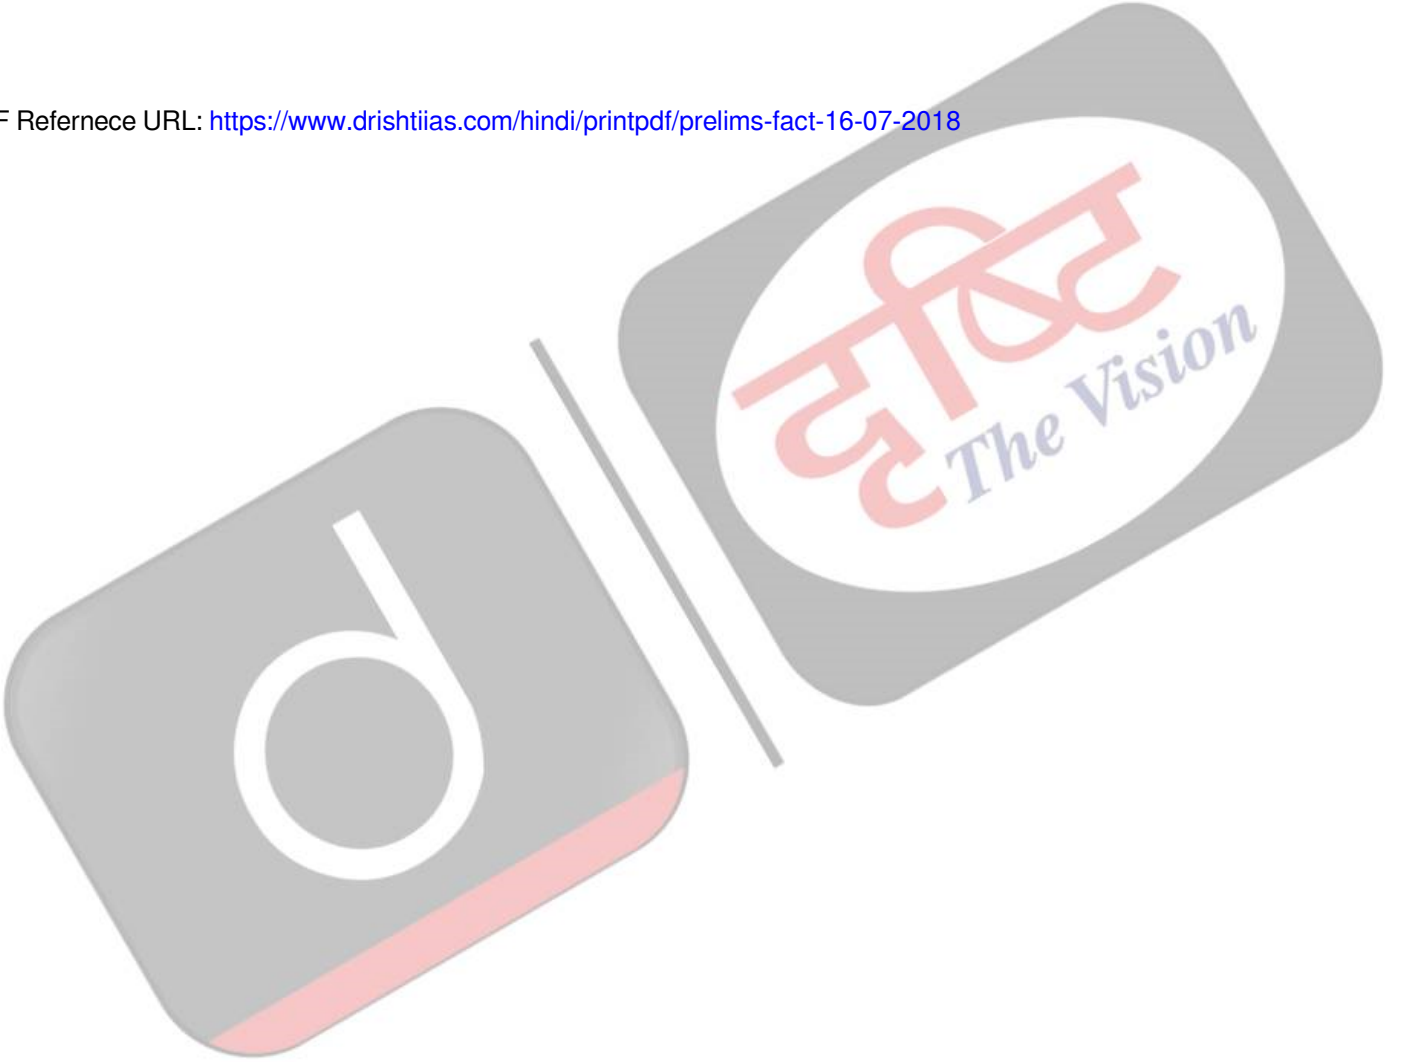 F Refernece URL: https://www.drishtiias.com/hindi/printpdf/prelims-fact-16-07-2018
दृष्टि
The Vision
d